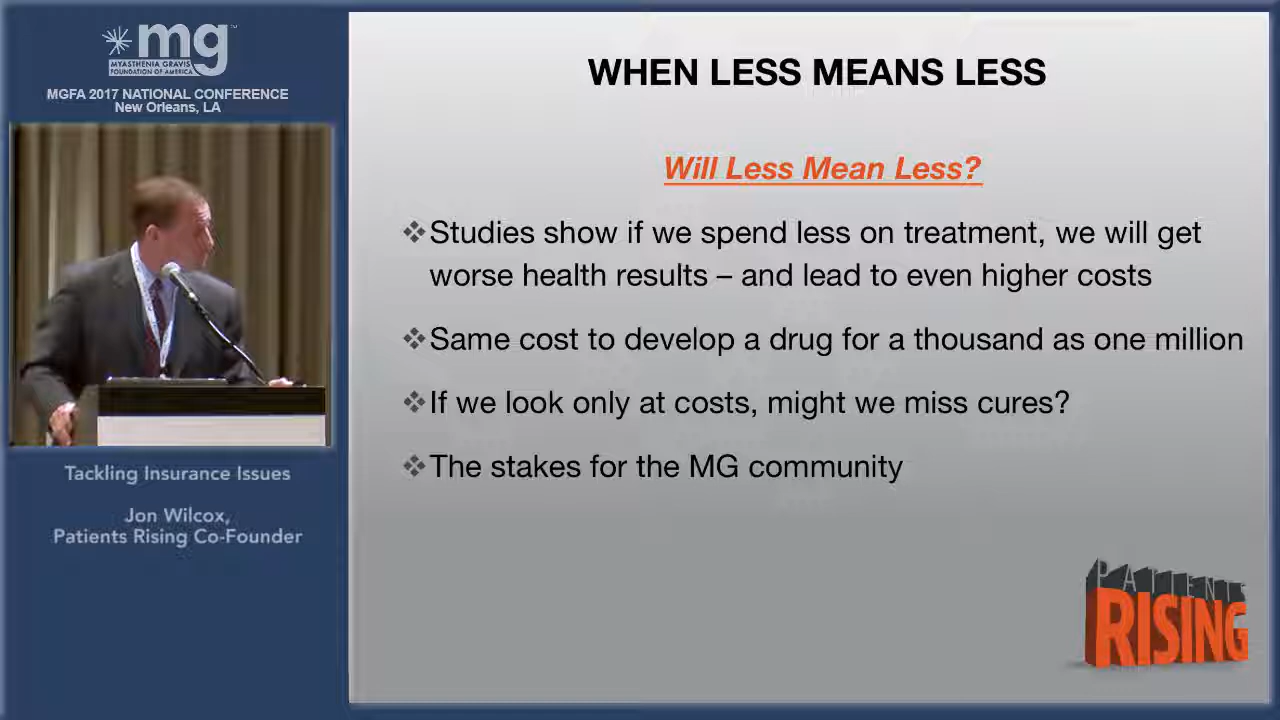 mg
MYASTHENIA GRAVIS
FOUNDATION OF AMERICA
MGFA 2017 NATIONAL CONFERENCE
New Orleans, LA
Tackling Insurance Issues
Jon Wilcox,
Patients Rising Co-Founder
WHEN LESS MEANS LESS
Will Less Mean Less?
❖Studies show if we spend less on treatment, we will get
worse health results – and lead to even higher costs
❖Same cost to develop a drug for a thousand as one million
❖If we look only at costs, might we miss cures?
❖The stakes for the MG community
PATIENTS
RISING